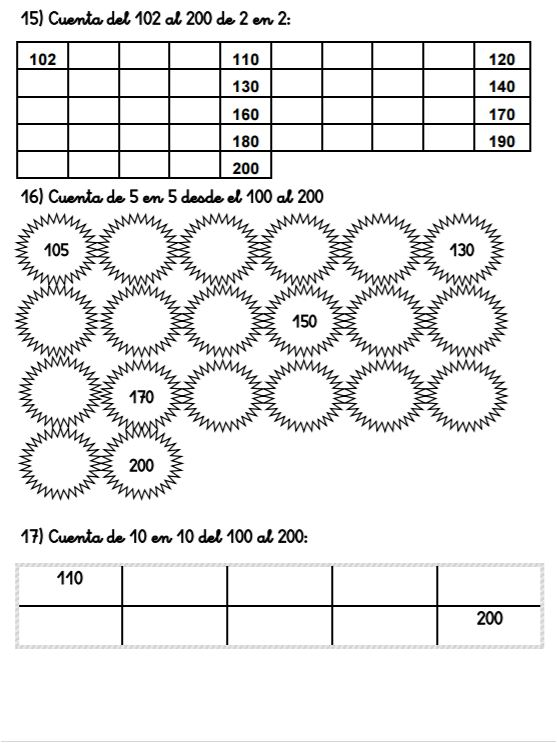 15) Cuenta del 102 al 200 de 2 en 2:
102 110 120
130 140
160 170
180 190
200
16) Cuenta de 5 en 5 desde el 100 al 200
105 130
150
170
200
17) Cuenta de 10 en 10 del 100 al 200:
110
200